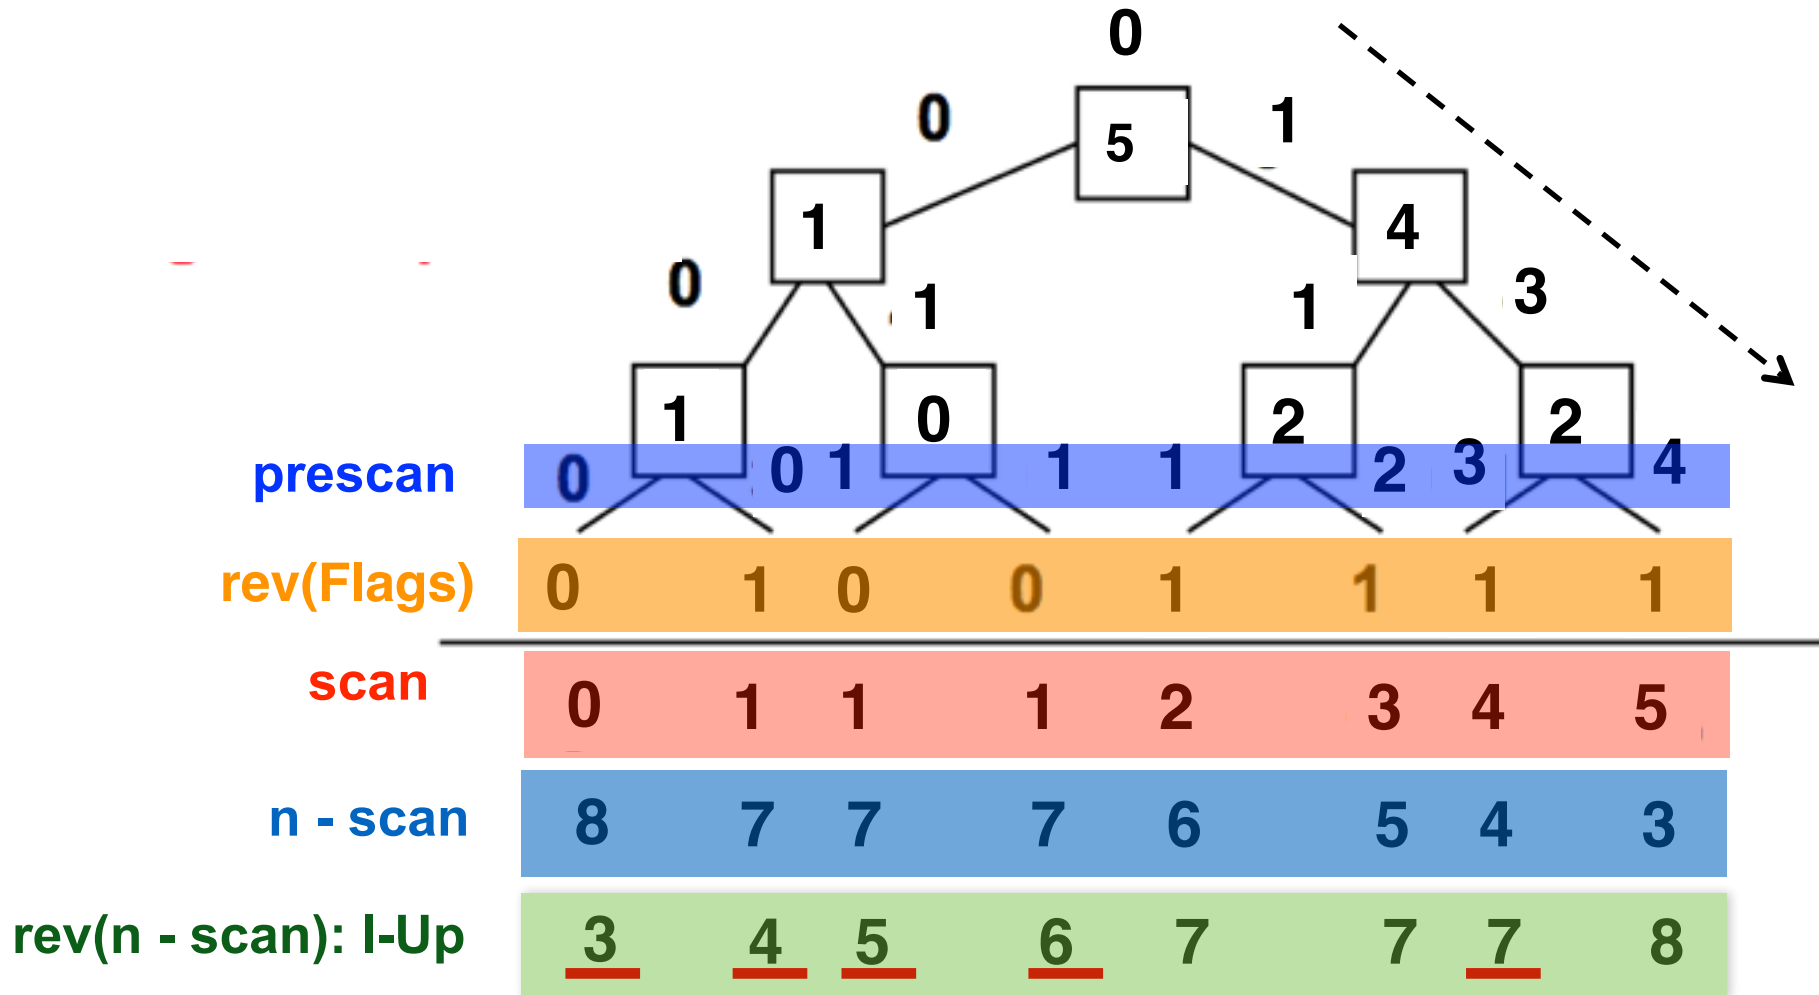 0
0 5 1
1 4
0 1 1 3
1 0 2 2
prescan 0 0 1 1 1 2 3 4
rev(Flags) 0 1 0 0 1 1 1 1
scan 0 1 1 1 2 3 4 5
n - scan 8 7 7 7 6 5 4 3
rev(n - scan): I-Up 3 4 5 6 7 7 7 8